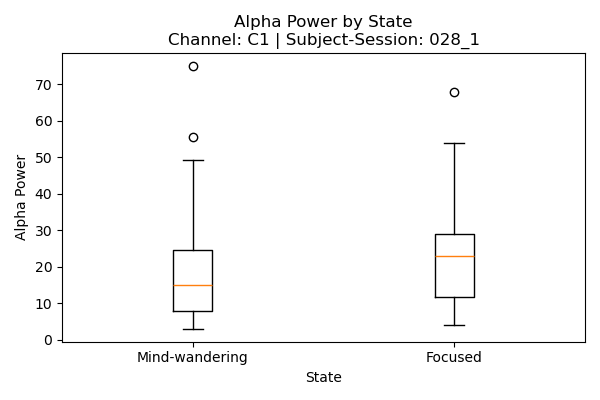 Alpha Power by State
Channel: C1 | Subject-Session: 028_1
Alpha Power
70
60
50
40
30
20
10
0
Mind-wandering
Focused
State